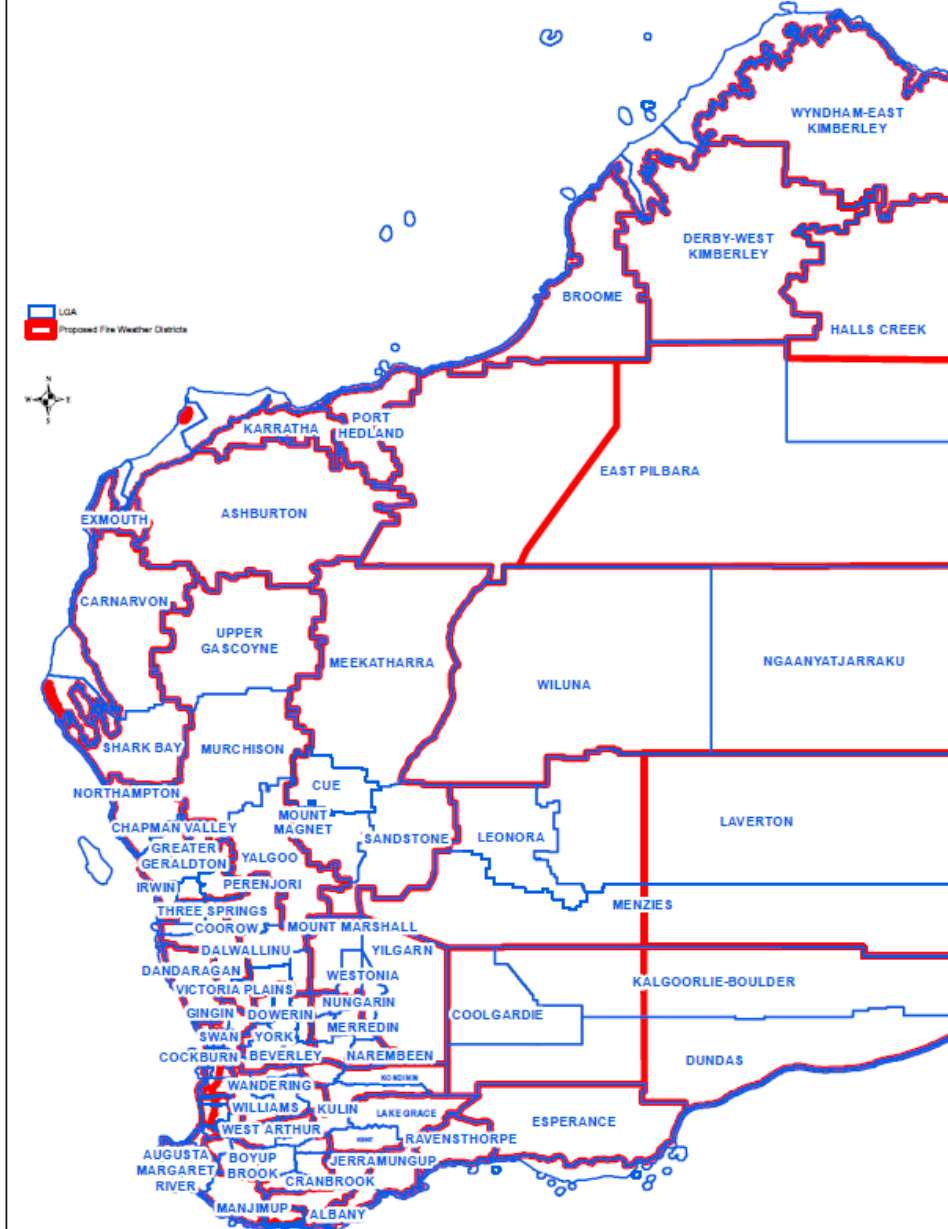 WYNDHAM-EAST
KIMBERLEY
DERBY-WEST
KIMBERLEY
BROOME
HALLS CREEK
LGA
Proposed Fire Weather Districts
N
W
E
S
PORT
HEDLAND
KARRATHA
EAST PILBARA
ASHBURTON
EXMOUTH
CARNARVON
UPPER
GASCOYNE
MEEKATHARRA
NGAANYATJARRAKU
WILUNA
SHARK BAY
MURCHISON
CUE
NORTHAMPTON
MOUNT
MAGNET
LAVERTON
CHAPMAN VALLEY
SANDSTONE
LEONORA
GREATER
GERALDTON
YALGOO
IRWIN
PERENJORI
MENZIES
THREE SPRINGS
COOROW
MOUNT MARSHALL
DALWALLINU
YILGARN
DANDARAGAN
WESTONIA
KALGOORLIE-BOULDER
VICTORIA PLAINS
NUNGARIN
GINGIN
DOWERIN
COOLGARDIE
MERREDIN
SWAN
YORK
COCKBURN
BEVERLEY
NAREMBEEN
DUNDAS
WANDERING
KONDININ
WILLIAMS
KULIN
LAKE GRACE
ESPERANCE
WEST ARTHUR
KENT
RAVENSTHORPE
AUGUSTA
MARGARET
RIVER
BOYUP
BROOK
JERRAMUNGUP
CRANBROOK
MANJIMUP
ALBANY